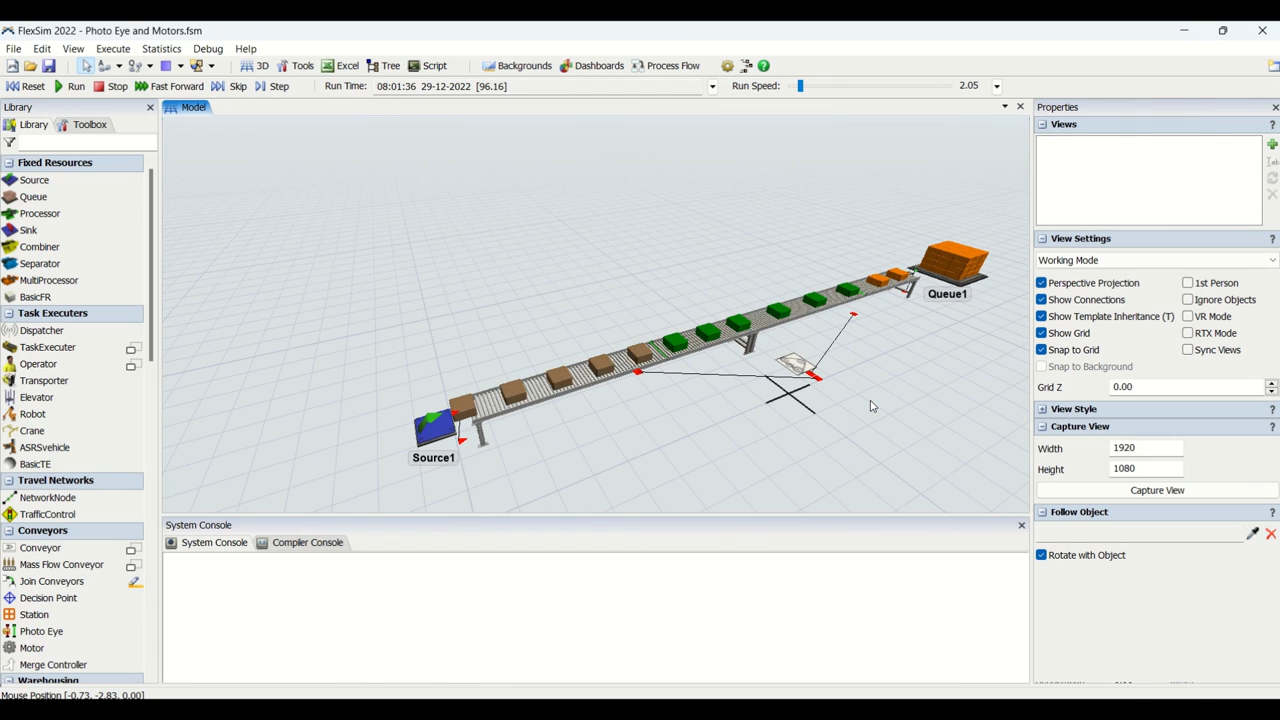 FlexSim 2022 - Photo Eye and Motors.fsm
File Edit View Execute Statistics Debug Help
3D Tools Excel Tree Script Backgrounds Dashboards Process Flow
Reset Run Stop Fast Forward Skip Step Run Time: 08:01:36 29-12-2022 [96.16] Run Speed: 2.05
Library
Library Toolbox
Fixed Resources
Source
Queue
Processor
Sink
Combiner
Separator
MultiProcessor
BasicFR
Task Executers
Dispatcher
TaskExecuter
Operator
Transporter
Elevator
Robot
Crane
ASRSvehicle
BasicTE
Travel Networks
NetworkNode
TrafficControl
Conveyors
Conveyor
Mass Flow Conveyor
Join Conveyors
Decision Point
Station
Photo Eye
Motor
Merge Controller
Warehousing
Mouse Position [-0.73, -2.83, 0.00]
Model
Queue1
Source1
System Console
System Console Compiler Console
Properties
Views
View Settings
Working Mode
Perspective Projection 1st Person
Show Connections Ignore Objects
Show Template Inheritance (T) VR Mode
Show Grid RTX Mode
Snap to Grid Sync Views
Snap to Background
Grid Z 0.00
View Style
Capture View
Width 1920
Height 1080
Capture View
Follow Object
Rotate with Object